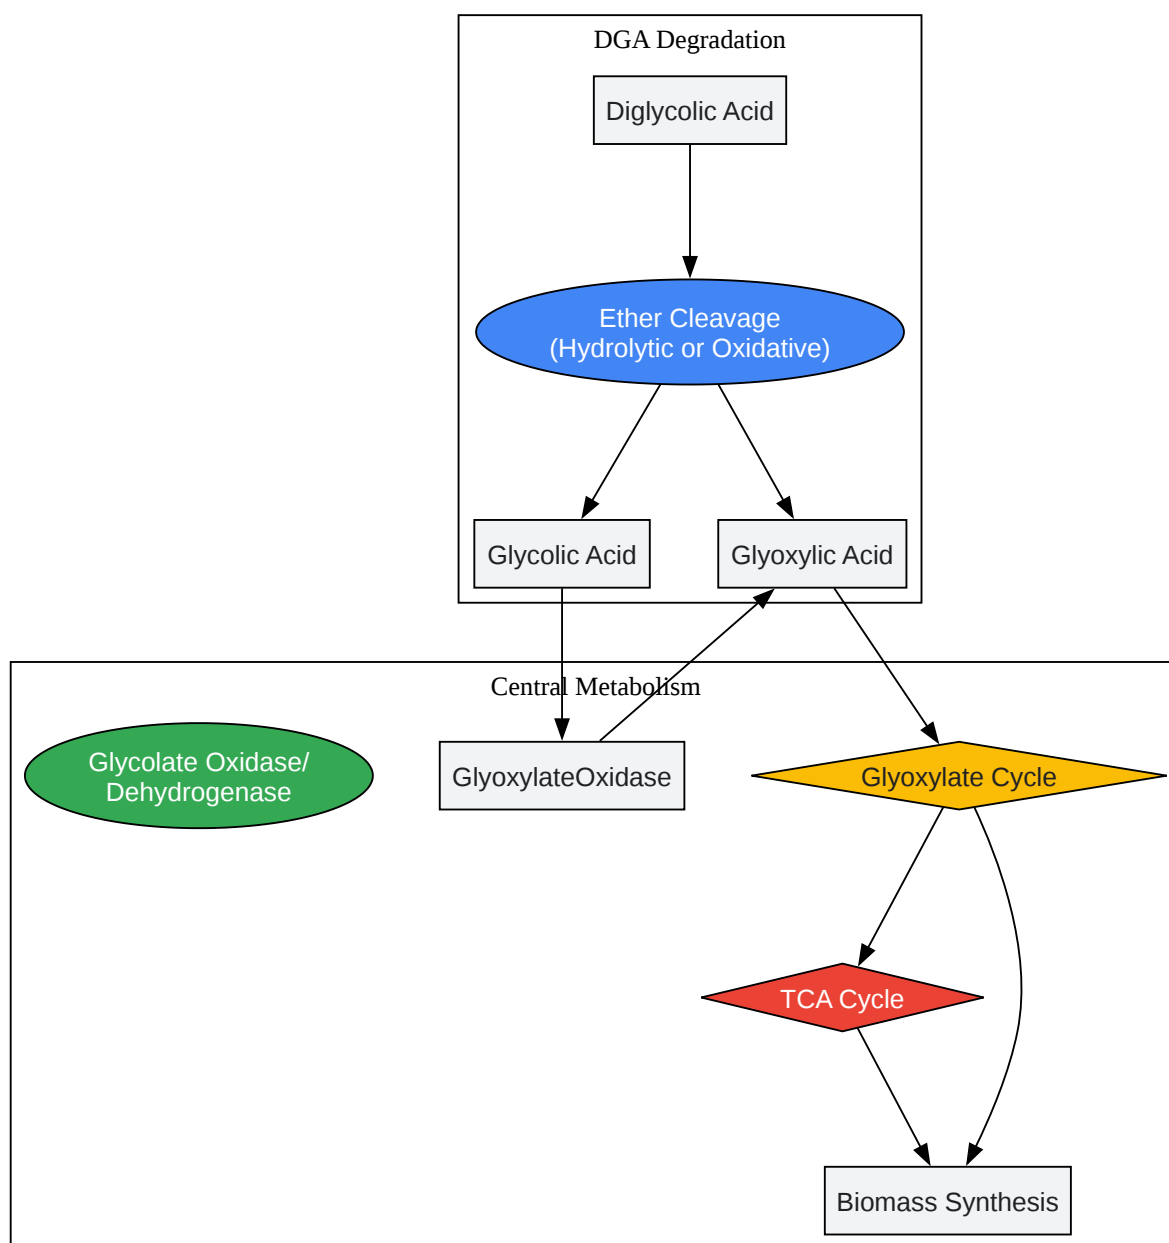 DGA Degradation
Diglycolic Acid
Ether Cleavage
(Hydrolytic or Oxidative)
Glycolic Acid
Glyoxylic Acid
Central Metabolism
Glycolate Oxidase/
Dehydrogenase
GlyoxylateOxidase
Glyoxylate Cycle
TCA Cycle
Biomass Synthesis